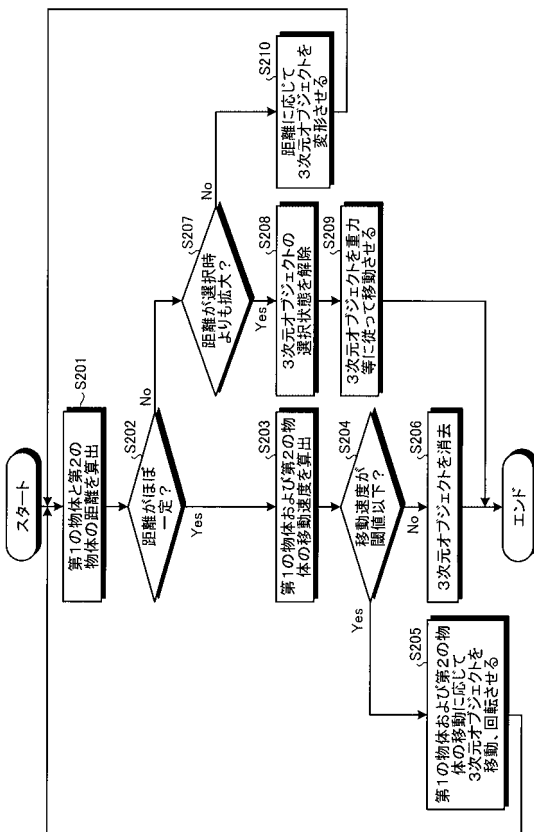 スタート
S201
第1の物体と第2の
物体の距離を算出
S202
距離がほぼ
一定？
No
Yes
S203
第1の物体および第2の物
体の移動速度を算出
S204
移動速度が
閾値以下？
Yes
No
S205
第1の物体および第2の物
体の移動に応じて
3次元オブジェクトを
移動、回転させる
S206
3次元オブジェクトを消去
S207
距離が選択時
よりも拡大？
No
Yes
S208
3次元オブジェクトの
選択状態を解除
S209
3次元オブジェクトを重力
等に従って移動させる
S210
距離に応じて
3次元オブジェクトを
変形させる
エンド